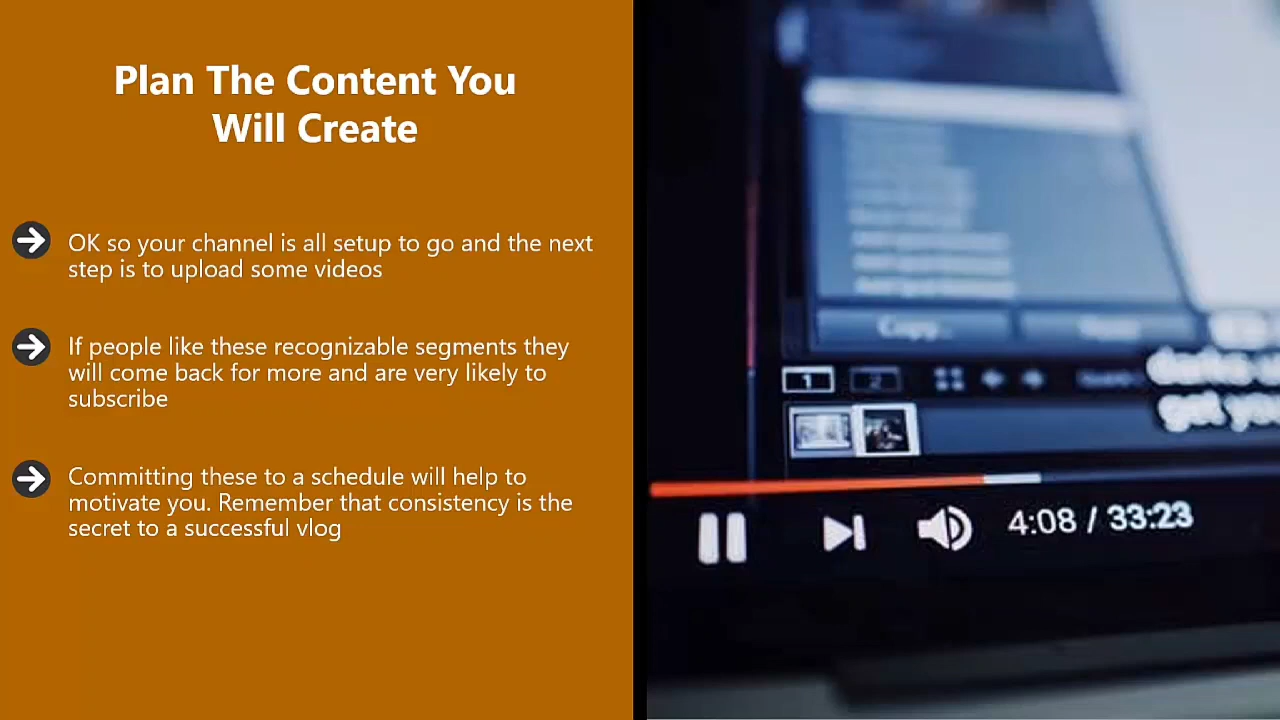 Plan The Content You
Will Create
OK so your channel is all setup to go and the next
step is to upload some videos
If people like these recognizable segments they
will come back for more and are very likely to
subscribe
Committing these to a schedule will help to
motivate you. Remember that consistency is the
secret to a successful vlog
Copy...
1 2
get you
4:08 / 33:23